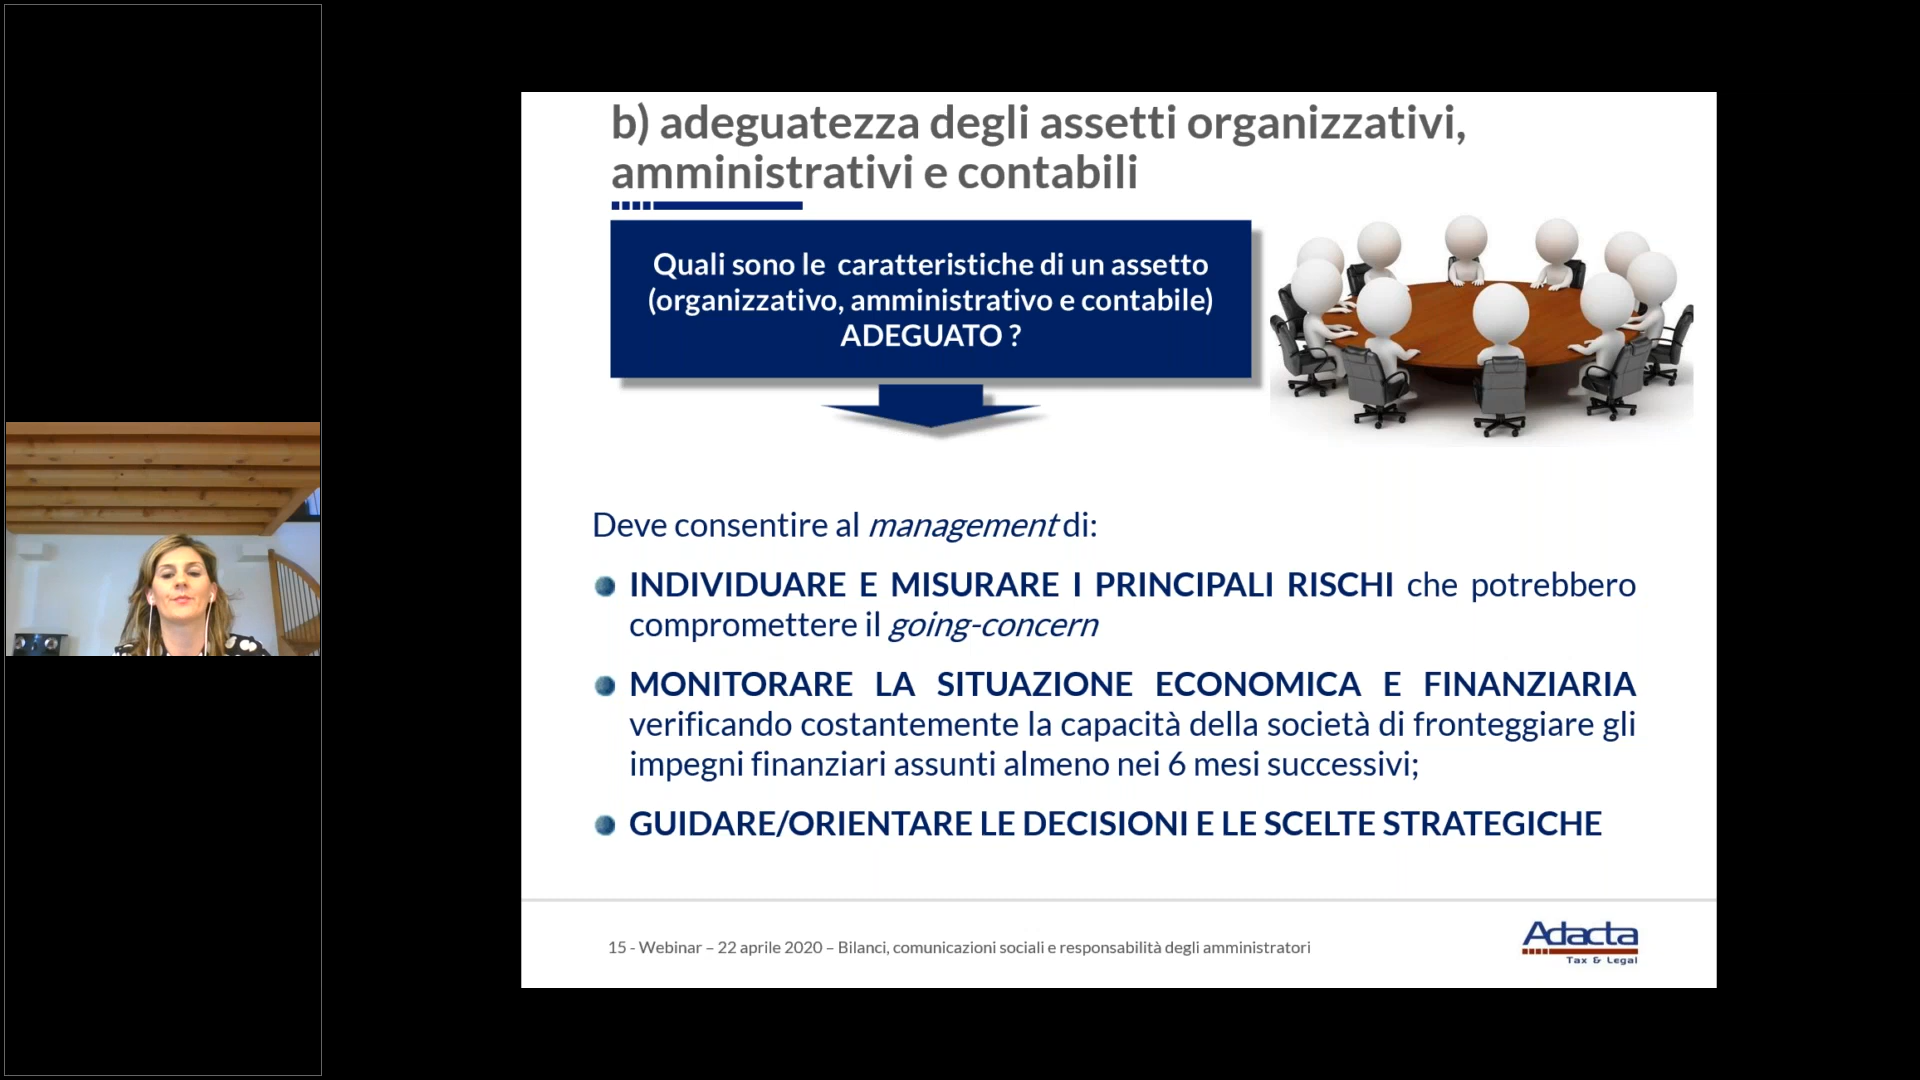 b) adeguatezza degli assetti organizzativi,
amministrativi e contabili
Quali sono le caratteristiche di un assetto
(organizzativo, amministrativo e contabile)
ADEGUATO ?
Deve consentire al management di:
INDIVIDUARE E MISURARE I PRINCIPALI RISCHI che potrebbero
compromettere il going-concern
MONITORARE LA SITUAZIONE ECONOMICA E FINANZIARIA
verificando costantemente la capacità della società di fronteggiare gli
impegni finanziari assunti almeno nei 6 mesi successivi;
GUIDARE/ORIENTARE LE DECISIONI E LE SCELTE STRATEGICHE
15 - Webinar – 22 aprile 2020 – Bilanci, comunicazioni sociali e responsabilità degli amministratori
Adacta
Tax & Legal